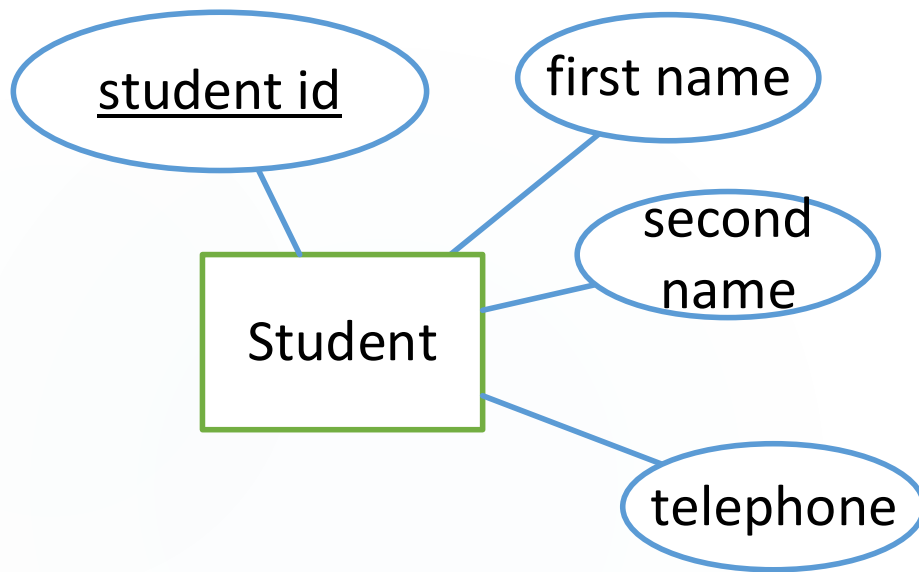 student id
first name
second
name
Student
telephone